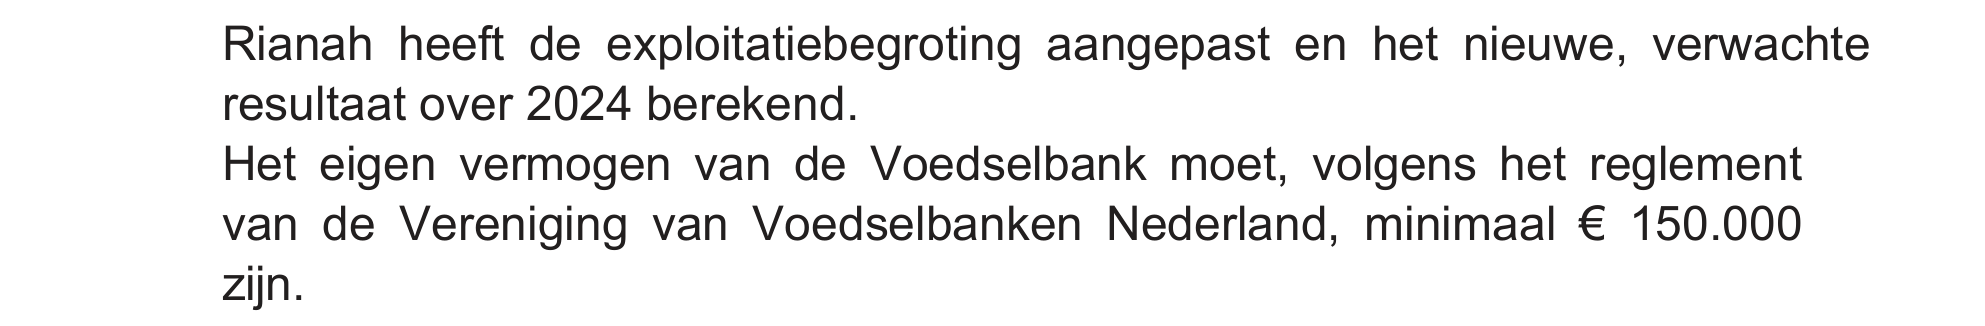 Rianah heeft de exploitatiebegroting aangepast en het nieuwe, verwachte
resultaat over 2024 berekend.
Het eigen vermogen van de Voedselbank moet, volgens het reglement
van de Vereniging van Voedselbanken Nederland, minimaal € 150.000
zijn.